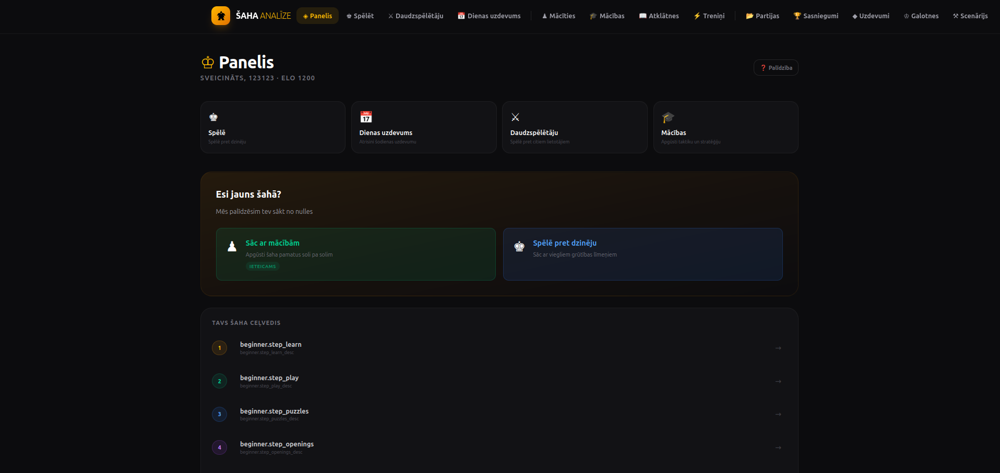 ŠAHA ANALĪZE
Panelis
Spēlēt
Daudzspēlētāju
Dienas uzdevums
Mācīties
Mācības
Atklātnes
Treniņi
Partijas
Sasniegumi
Uzdevumi
Galotnes
Scenārijs
Panelis
SVEICINĀTS, 123123 · ELO 1200
Palīdzība
Spēlē
Spēlē pret dzinēju
July
17
Dienas uzdevums
Atrisini šodienas uzdevumu
Daudzspēlētāju
Spēlē pret citiem lietotājiem
Mācības
Apgūsti taktiku un stratēģiju
Esi jauns šahā?
Mēs palīdzēsim tev sākt no nulles
Sāc ar mācībām
Apgūsti šaha pamatus soli pa solim
IETEICAMS
Spēlē pret dzinēju
Sāc ar viegliem grūtības līmeņiem
TAVS ŠAHA CEĻVEDIS
1
beginner.step_learn
beginner.step_learn_desc
→
2
beginner.step_play
beginner.step_play_desc
→
3
beginner.step_puzzles
beginner.step_puzzles_desc
→
4
beginner.step_openings
beginner.step_openings_desc
→